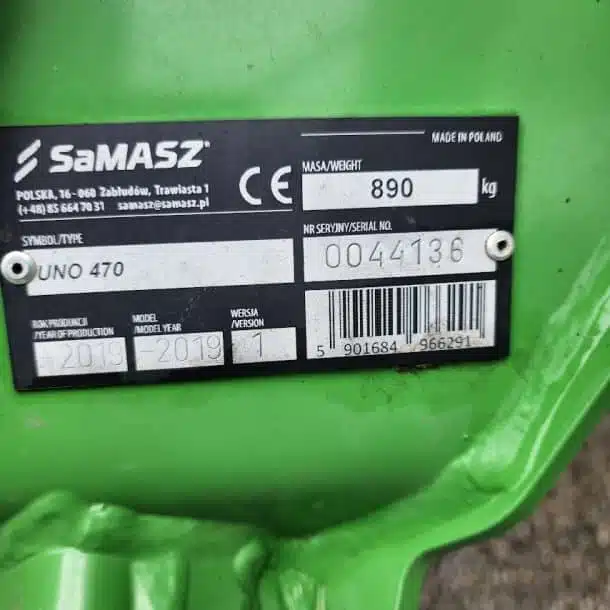 SaMASZ
POLSKA, 16-060 Zabłudów, Trawiasta 1
(+48) 85 664 70 31 samasz@samasz.pl
CE
MADE IN POLAND
MASA/WEIGHT
890 kg
SYMBOL/TYPE
UNO 470
NR SERYJNY/SERIAL NO.
0044136
ROK PRODUKCJI
/YEAR OF PRODUCTION
-2019
MODEL
/MODEL YEAR
-2019
WERSJA
/VERSION
1
5 901684 966291